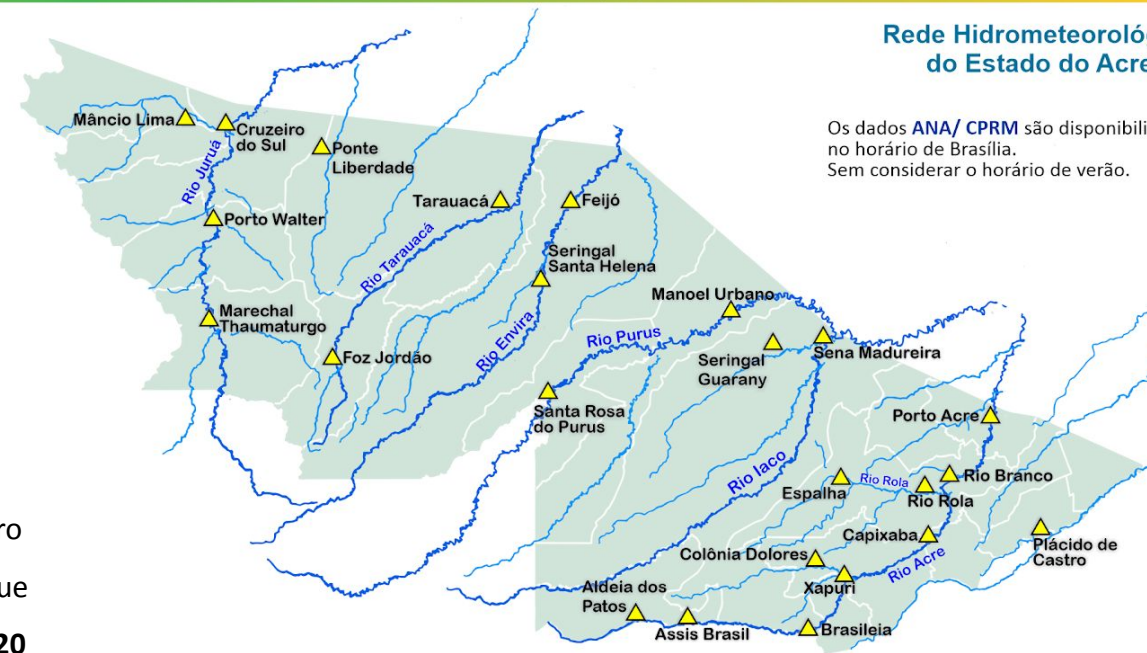 Rede Hidrometeoroló
do Estado do Acre
Os dados ANA/ CPRM são disponibili
no horário de Brasília.
Sem considerar o horário de verão.
Mâncio Lima
Cruzeiro
do Sul
Ponte
Liberdade
Rio Juruá
Porto Walter
Tarauacá
Feijó
Rio Tarauacá
Seringal
Santa Helena
Marechal
Thaumaturgo
Foz Jordão
Rio Envira
Manoel Urbano
Rio Purus
Seringal
Guarany
Sena Madureira
Santa Rosa
do Purus
Porto Acre
Rio Iaco
Espalha
Rio Rola
Rio Rola
Rio Branco
Capixaba
Plácido de
Castro
Colônia Dolores
Rio Acre
Xapuri
Aldeia dos
Patos
Assis Brasil
Brasileia
ro
ue
20